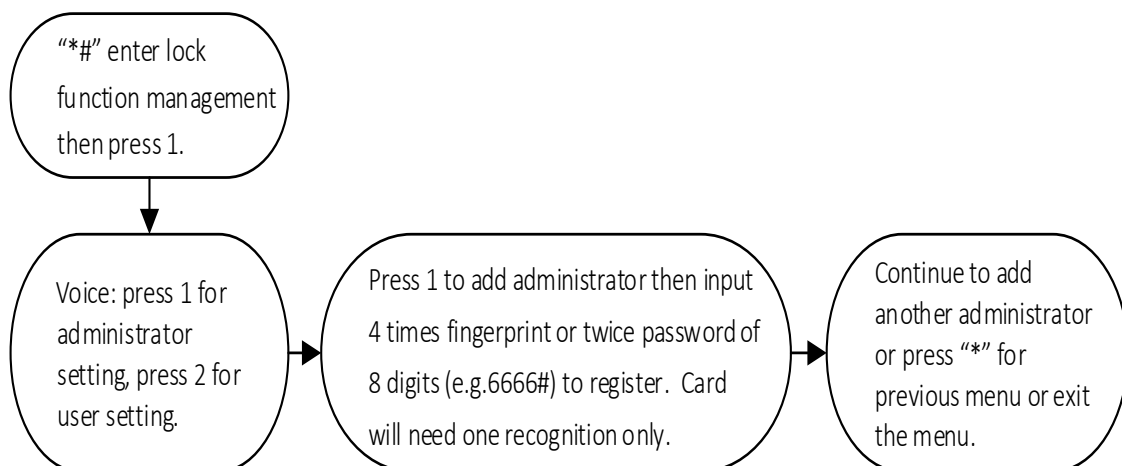 “*#” enter lock
function management
then press 1.
Voice: press 1 for
administrator
setting, press 2 for
user setting.
Press 1 to add administrator then input
4 times fingerprint or twice password of
8 digits (e.g.6666#) to register.  Card
will need one recognition only.
Continue to add
another administrator
or press “*” for
previous menu or exit
the menu.